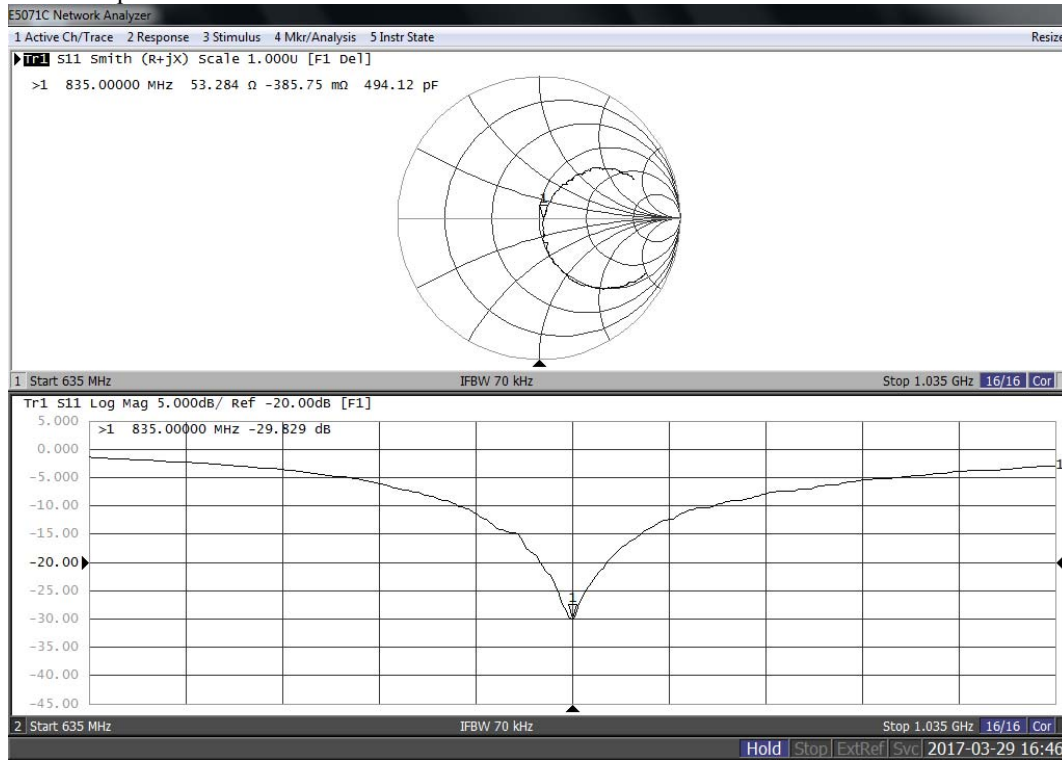 E5071C Network Analyzer
1 Active Ch/Trace 2 Response 3 Stimulus 4 Mkr/Analysis 5 Instr State Resize
Tr1 S11 Smith (R+jX) Scale 1.000U [F1 Del]
>1 835.00000 MHz 53.284 Ω -385.75 mΩ 494.12 pF
1
1 Start 635 MHz IFBW 70 kHz Stop 1.035 GHz 16/16 Cor
Tr1 S11 Log Mag 5.000dB/ Ref -20.00dB [F1]
5.000
>1 835.00000 MHz -29.829 dB
0.000
1
-5.000
-10.00
-15.00
-20.00
-25.00
1
-30.00
-35.00
-40.00
-45.00
2 Start 635 MHz IFBW 70 kHz Stop 1.035 GHz 16/16 Cor
Hold Stop ExtRef Svc 2017-03-29 16:46